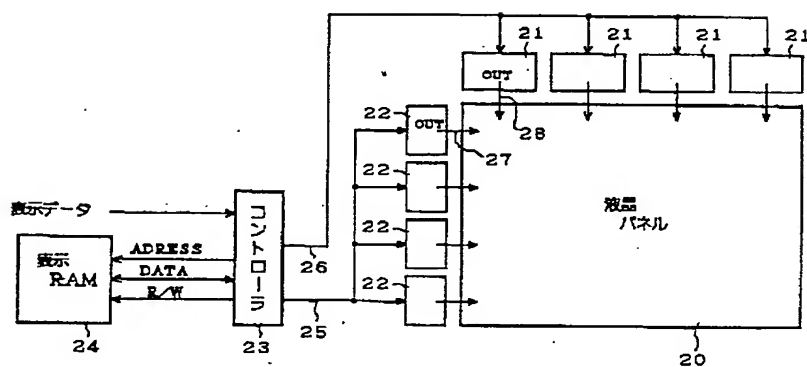 21 21 21 21
OUT
28
22 OUT
27
22
22
22
液晶
パネル
表示データ
コントローラ
表示
RAM
ADRESS
DATA
R/W
26
25
24
23
20